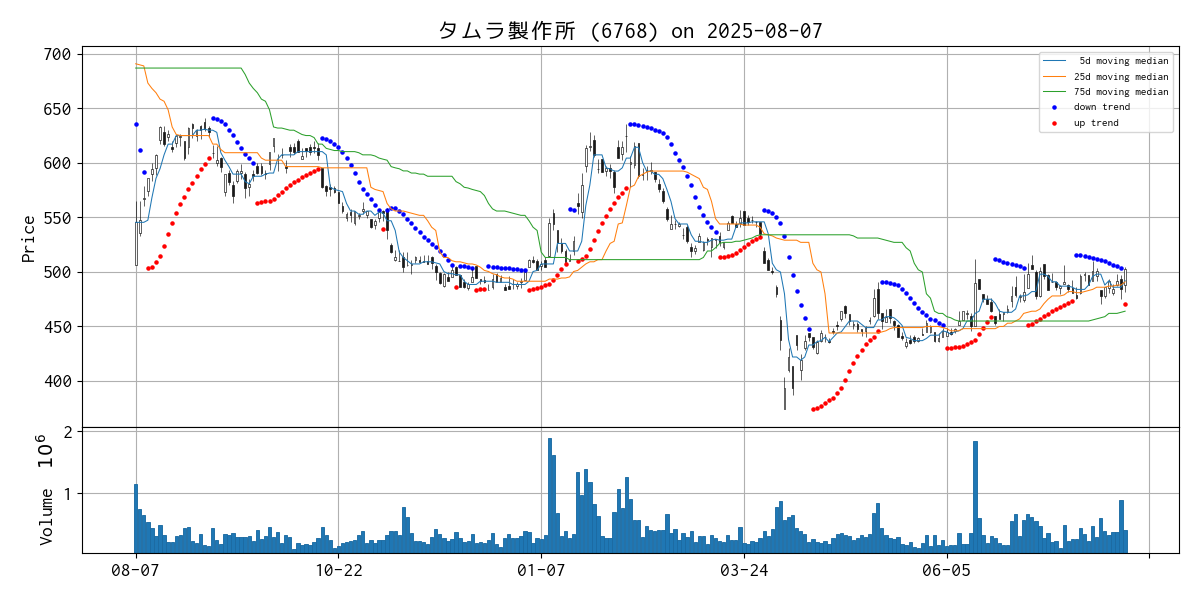 タムラ製作所 (6768) on 2025-08-07
700
650
600
550
500
450
400
Price
5d moving median
25d moving median
75d moving median
down trend
up trend
2
1
Volume 10^6
08-07
10-22
01-07
03-24
06-05